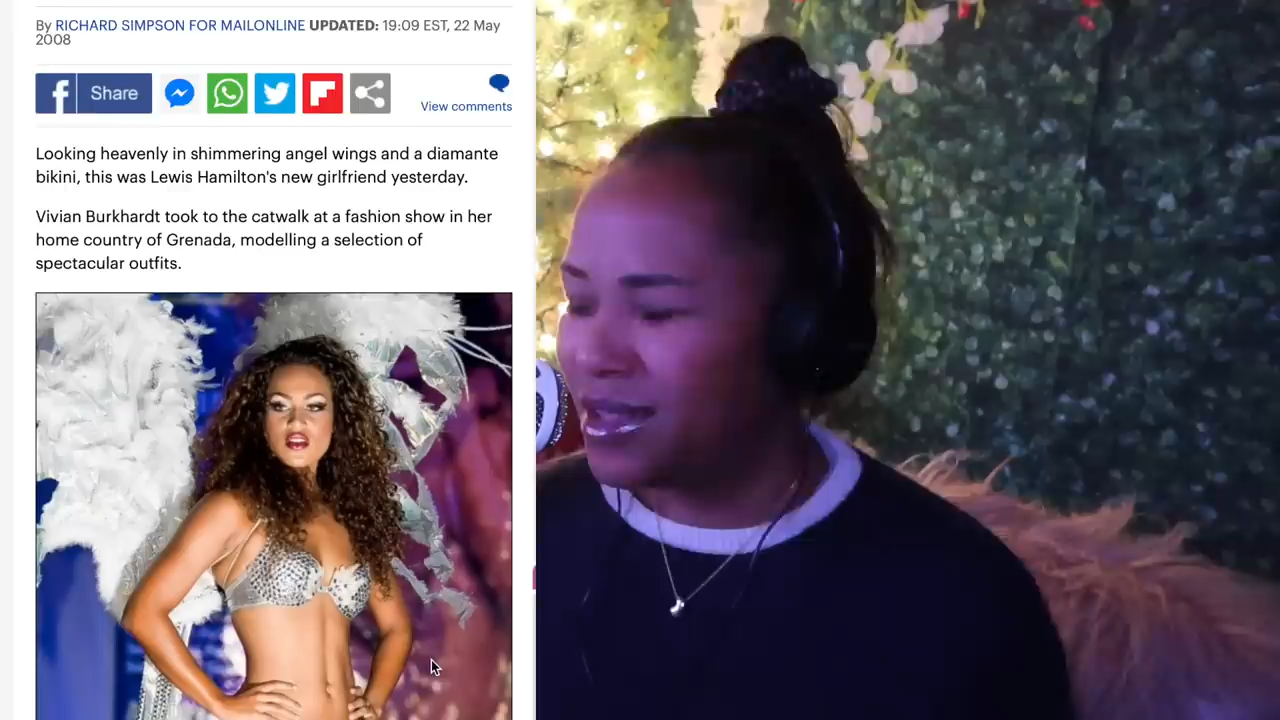 By RICHARD SIMPSON FOR MAILONLINE UPDATED: 19:09 EST, 22 May
2008
f Share
View comments
Looking heavenly in shimmering angel wings and a diamante
bikini, this was Lewis Hamilton's new girlfriend yesterday.
Vivian Burkhardt took to the catwalk at a fashion show in her
home country of Grenada, modelling a selection of
spectacular outfits.